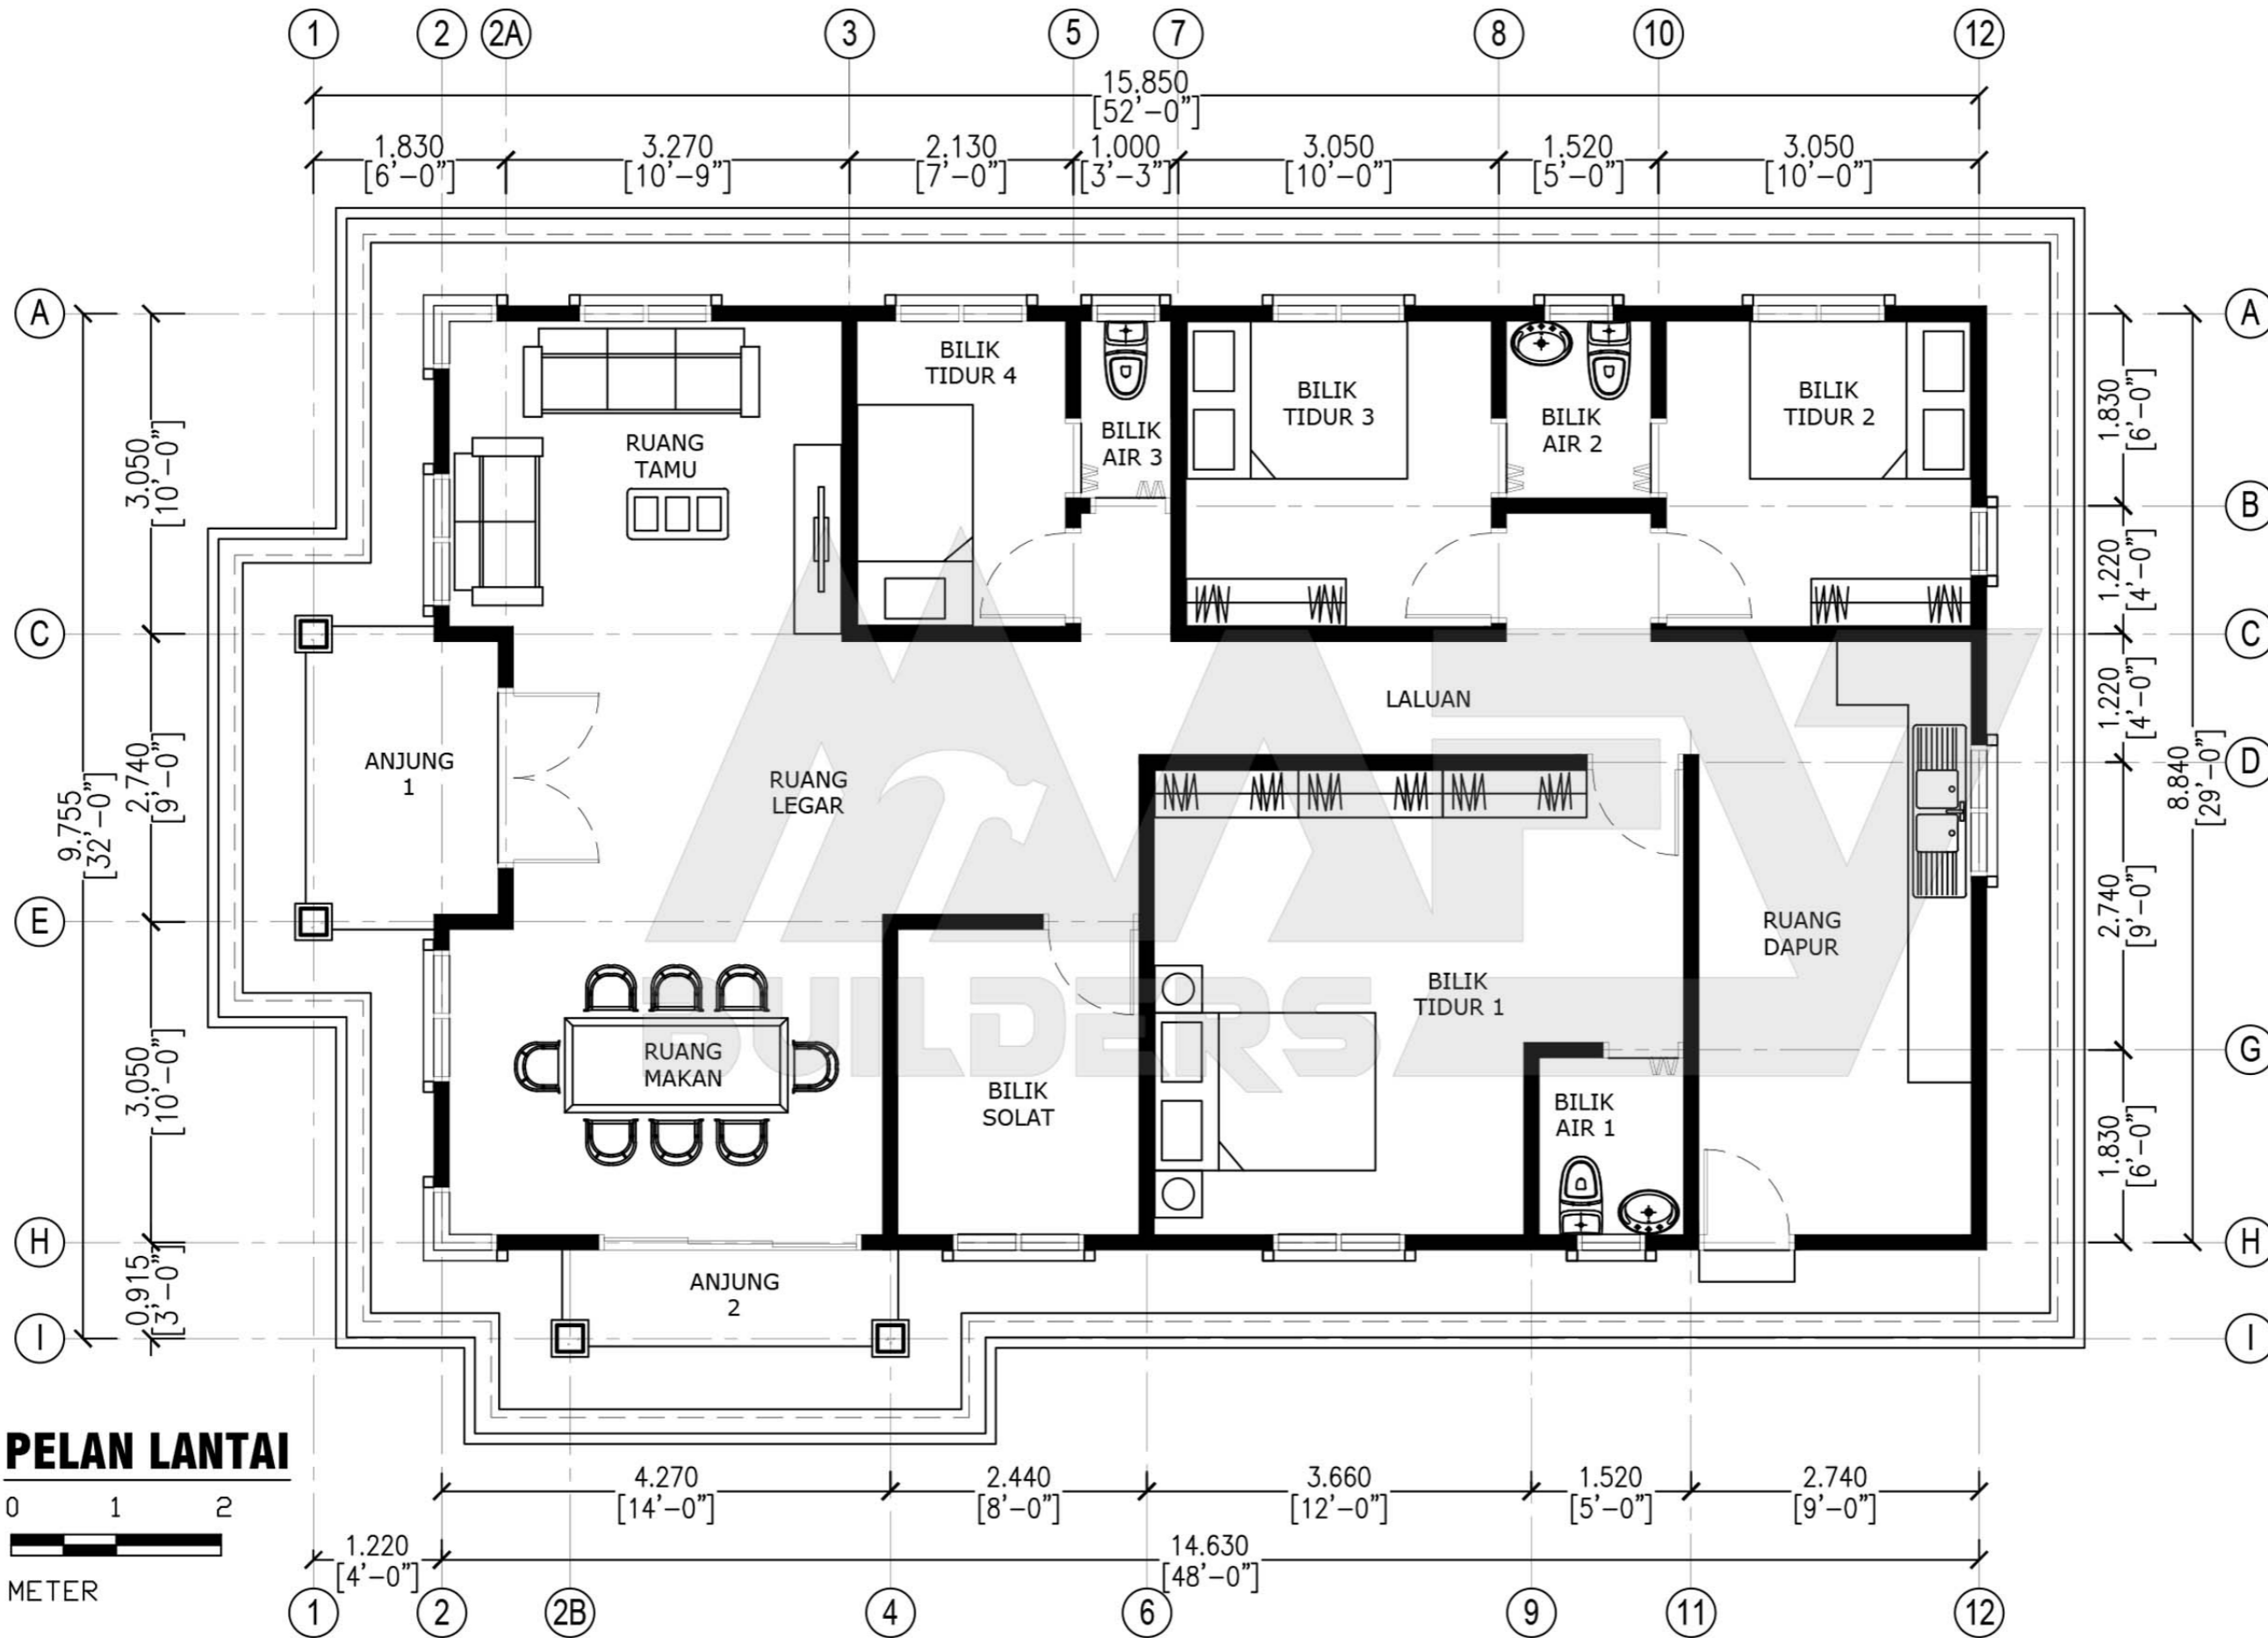 1 2 2A 3 5 7 8 10 12
15.850
[52'-0"]
1.830 3.270 2.130 1.000 3.050 1.520 3.050
[6'-0"] [10'-9"] [7'-0"] [3'-3"] [10'-0"] [5'-0"] [10'-0"]
A A
BILIK
TIDUR 4
BILIK
AIR 3
BILIK
TIDUR 3
BILIK
AIR 2
BILIK
TIDUR 2
RUANG
TAMU
3.050
[10'-0"]
1.830
[6'-0"]
B
1.220
[4'-0"]
C C
1.220
[4'-0"]
LALUAN
D
ANJUNG
1
RUANG
LEGAR
9.755
[32'-0"]
2.740
[9'-0"]
8.840
[29'-0"]
E
RUANG
DAPUR
2.740
[9'-0"]
BILIK
TIDUR 1
BUILDERS
RUANG
MAKAN
3.050
[10'-0"]
G
BILIK
SOLAT
BILIK
AIR 1
1.830
[6'-0"]
H H
ANJUNG
2
0.915
[3'-0"]
I I
PELAN LANTAI
0 1 2
METER
4.270 2.440 3.660 1.520 2.740
[14'-0"] [8'-0"] [12'-0"] [5'-0"] [9'-0"]
1.220 14.630
[4'-0"] [48'-0"]
1 2 2B 4 6 9 11 12